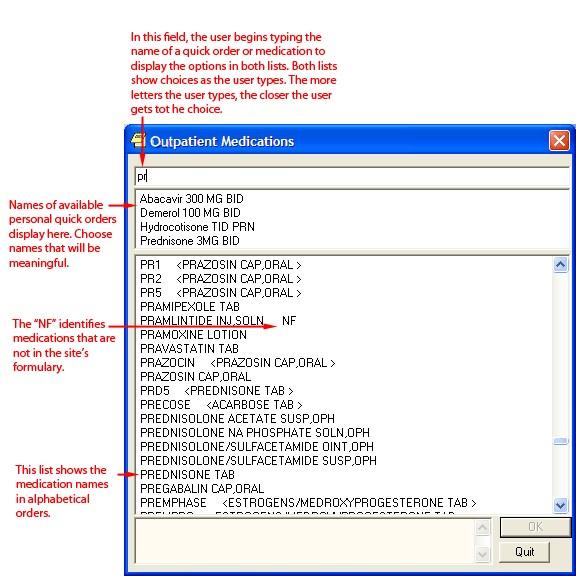 In this field, the user begins typing the
name of a quick order or medication to
display the options in both lists. Both lists
show choices as the user types. The more
letters the user types, the closer the user
gets tot he choice.
Outpatient Medications
pr
Names of available
personal quick orders
display here. Choose
names that will be
meaningful.
Abacavir 300 MG BID
Demerol 100 MG BID
Hydrocotisone TID PRN
Prednisone 3MG BID
PR1 <PRAZOSIN CAP,ORAL >
PR2 <PRAZOSIN CAP,ORAL >
PR5 <PRAZOSIN CAP,ORAL >
PRAMIPEXOLE TAB
The "NF" identifies
medications that are
not in the site's
formulary.
PRAMLINTIDE INJ,SOLN NF
PRAMOXINE LOTION
PRAVASTATIN TAB
PRAZOCIN <PRAZOSIN CAP,ORAL >
PRAZOSIN CAP,ORAL
PRD5 <PREDNISONE TAB >
PRECOSE <ACARBOSE TAB >
PREDNISOLONE ACETATE SUSP,OPH
PREDNISOLONE NA PHOSPHATE SOLN,OPH
PREDNISOLONE/SULFACETAMIDE OINT,OPH
PREDNISOLONE/SULFACETAMIDE SUSP,OPH
This list shows the
medication names
in alphabetical
orders.
PREDNISONE TAB
PREGABALIN CAP,ORAL
PREMPHASE <ESTROGENS/MEDROXYPROGESTERONE TAB >
OK
Quit